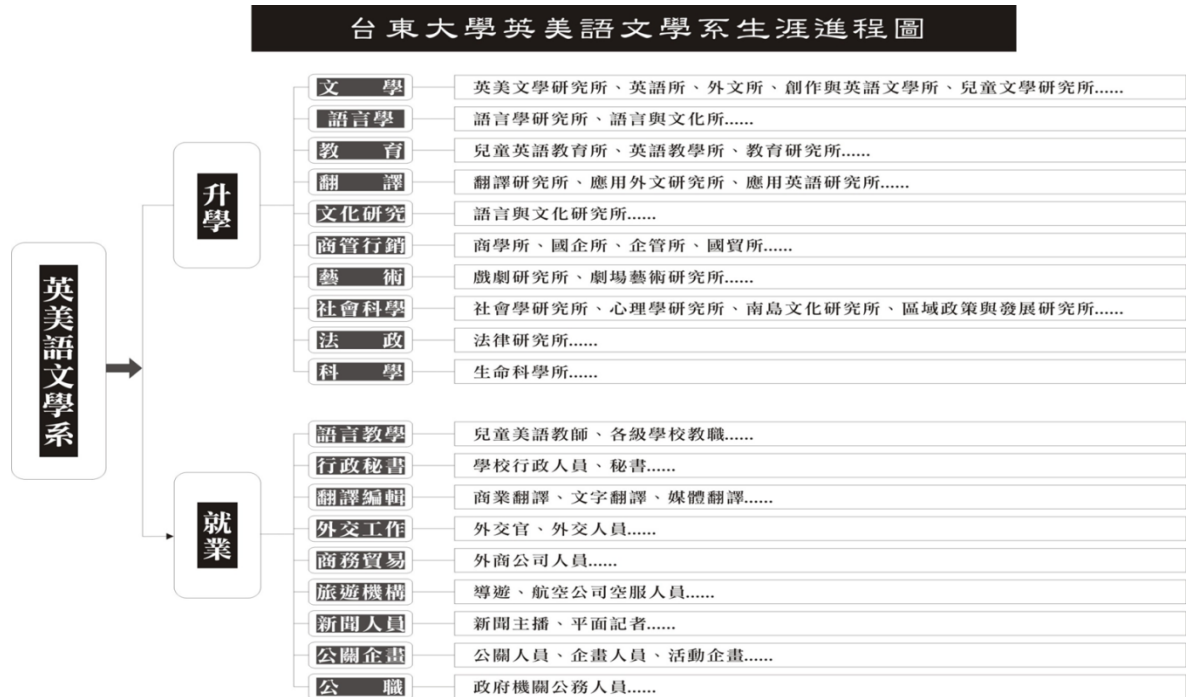 台東大學英美語文學系生涯進程圖
英美語文學系
升學
文學 英美文學研究所、英語所、外文所、創作與英語文學所、兒童文學研究所......
語言學 語言學研究所、語言與文化所......
教育 兒童英語教育所、英語教學所、教育研究所......
翻譯 翻譯研究所、應用外文研究所、應用英語研究所......
文化研究 語言與文化研究所......
商管行銷 商學所、國企所、企管所、國貿所......
藝術 戲劇研究所、劇場藝術研究所......
社會科學 社會學研究所、心理學研究所、南島文化研究所、區域政策與發展研究所......
法政 法律研究所......
科學 生命科學所......
就業
語言教學 兒童美語教師、各級學校教職......
行政秘書 學校行政人員、秘書......
翻譯編輯 商業翻譯、文字翻譯、媒體翻譯......
外交工作 外交官、外交人員......
商務貿易 外商公司人員......
旅遊機構 導遊、航空公司空服人員......
新聞人員 新聞主播、平面記者......
公關企畫 公關人員、企畫人員、活動企畫......
公職 政府機關公務人員......